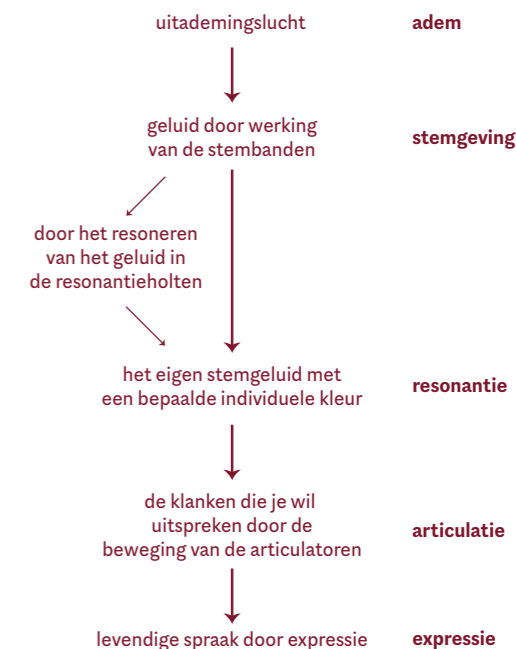 uitademingslucht
adem
geluid door werking
van de stembanden
stemgeving
door het resoneren
van het geluid in
de resonantieholten
het eigen stemgeluid met
een bepaalde individuele kleur
resonantie
de klanken die je wil
uitspreken door de
beweging van de articulatoren
articulatie
levendige spraak door expressie
expressie